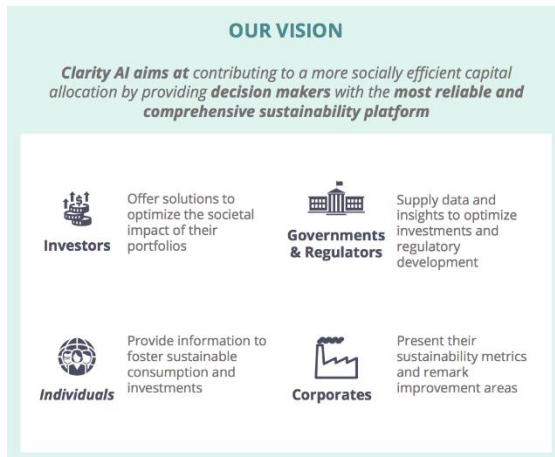 OUR VISION
Clarity AI aims at contributing to a more socially efficient capital
allocation by providing decision makers with the most reliable and
comprehensive sustainability platform
Investors
Offer solutions to
optimize the societal
impact of their
portfolios
Governments
& Regulators
Supply data and
insights to optimize
investments and
regulatory
development
Individuals
Provide information to
foster sustainable
consumption and
investments
Corporates
Present their
sustainability metrics
and remark
improvement areas